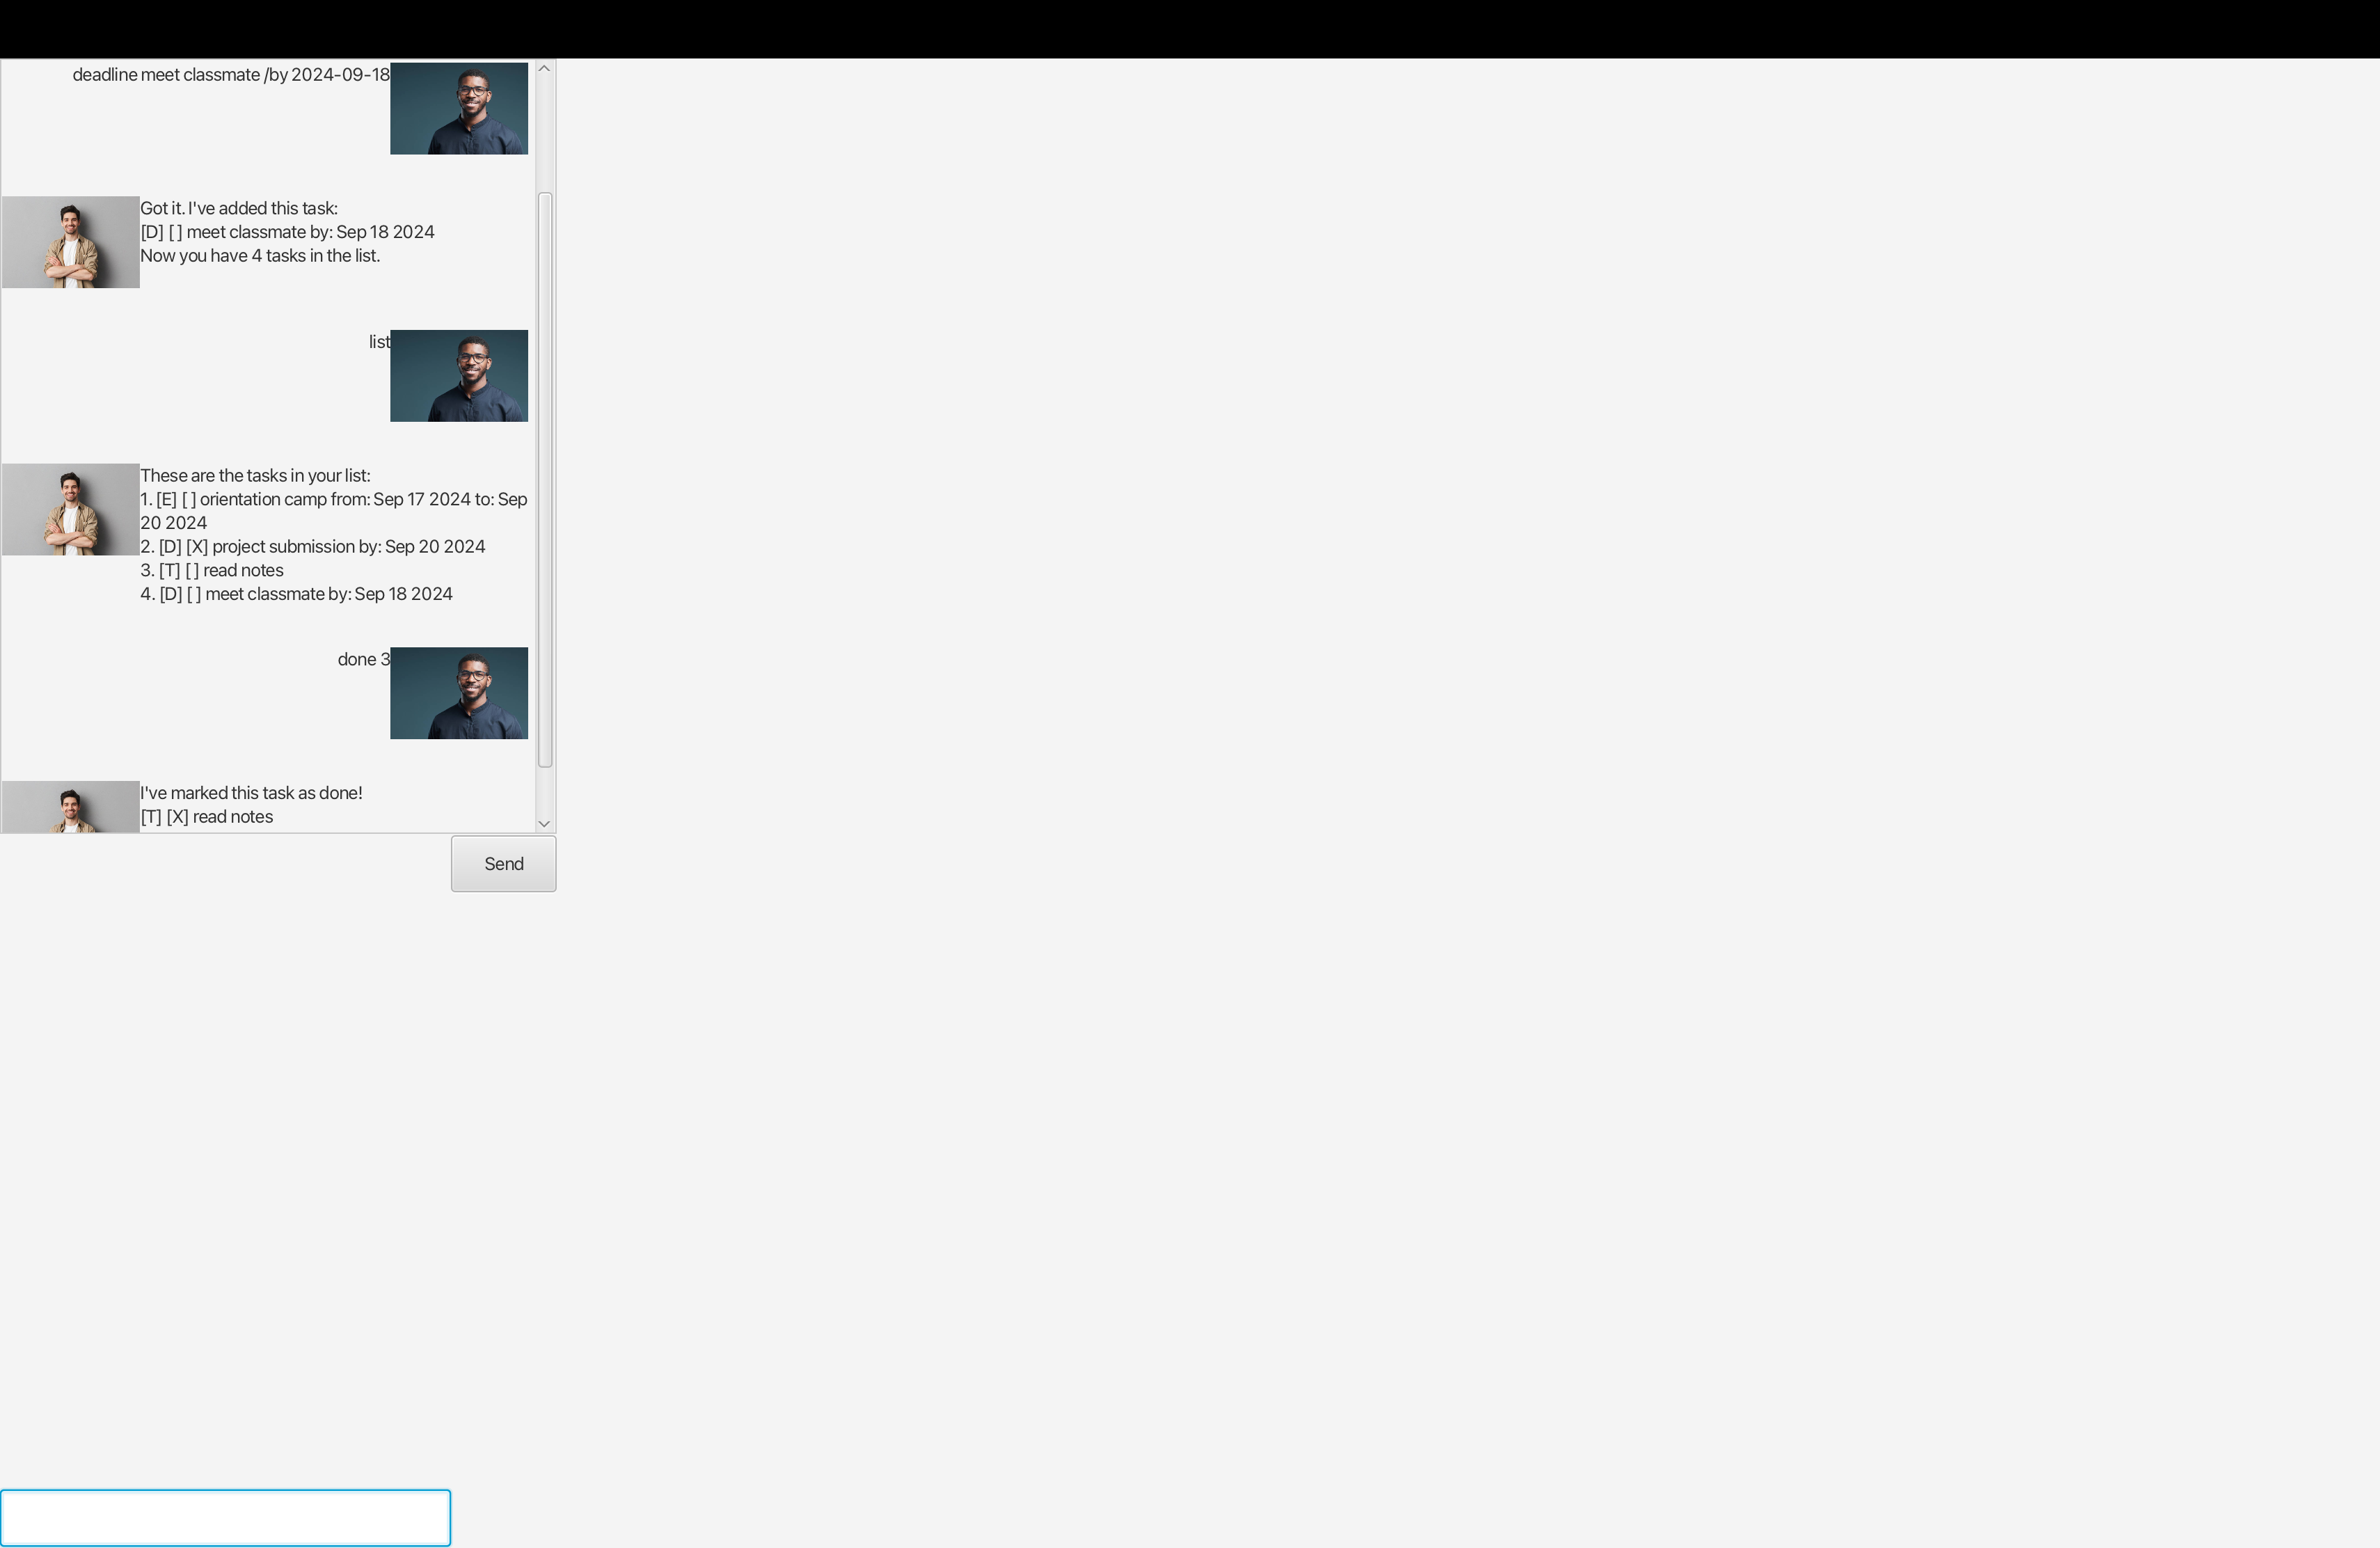 deadline meet classmate /by 2024-09-18
Got it. I've added this task:
[D] [ ] meet classmate by: Sep 18 2024
Now you have 4 tasks in the list.
list
These are the tasks in your list:
1. [E] [ ] orientation camp from: Sep 17 2024 to: Sep
20 2024
2. [D] [X] project submission by: Sep 20 2024
3. [T] [ ] read notes
4. [D] [ ] meet classmate by: Sep 18 2024
done 3
I've marked this task as done!
[T] [X] read notes
Send